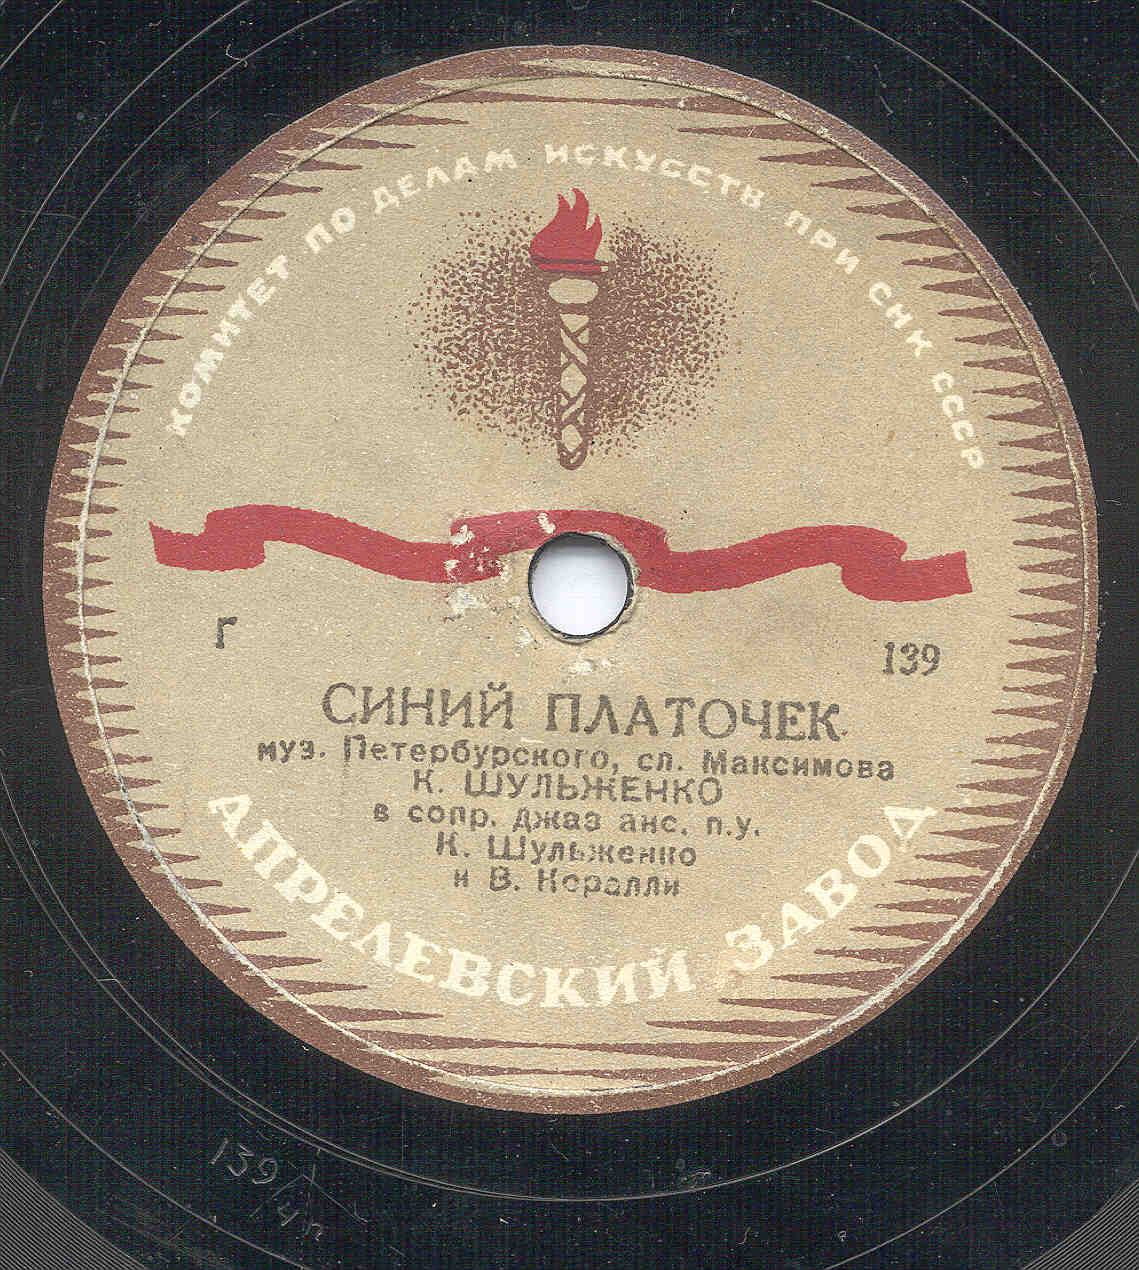 КОМИТЕТ ПО ДЕЛАМ ИСКУССТВ ПРИ СНК СССР
Г
139
СИНИЙ ПЛАТОЧЕК
муз. Петербурского, сл. Максимова
К. ШУЛЬЖЕНКО
в сопр. джаз анс. п.у.
К. Шульженко
и В. Коралли
АПРЕЛЕВСКИЙ ЗАВОД
139